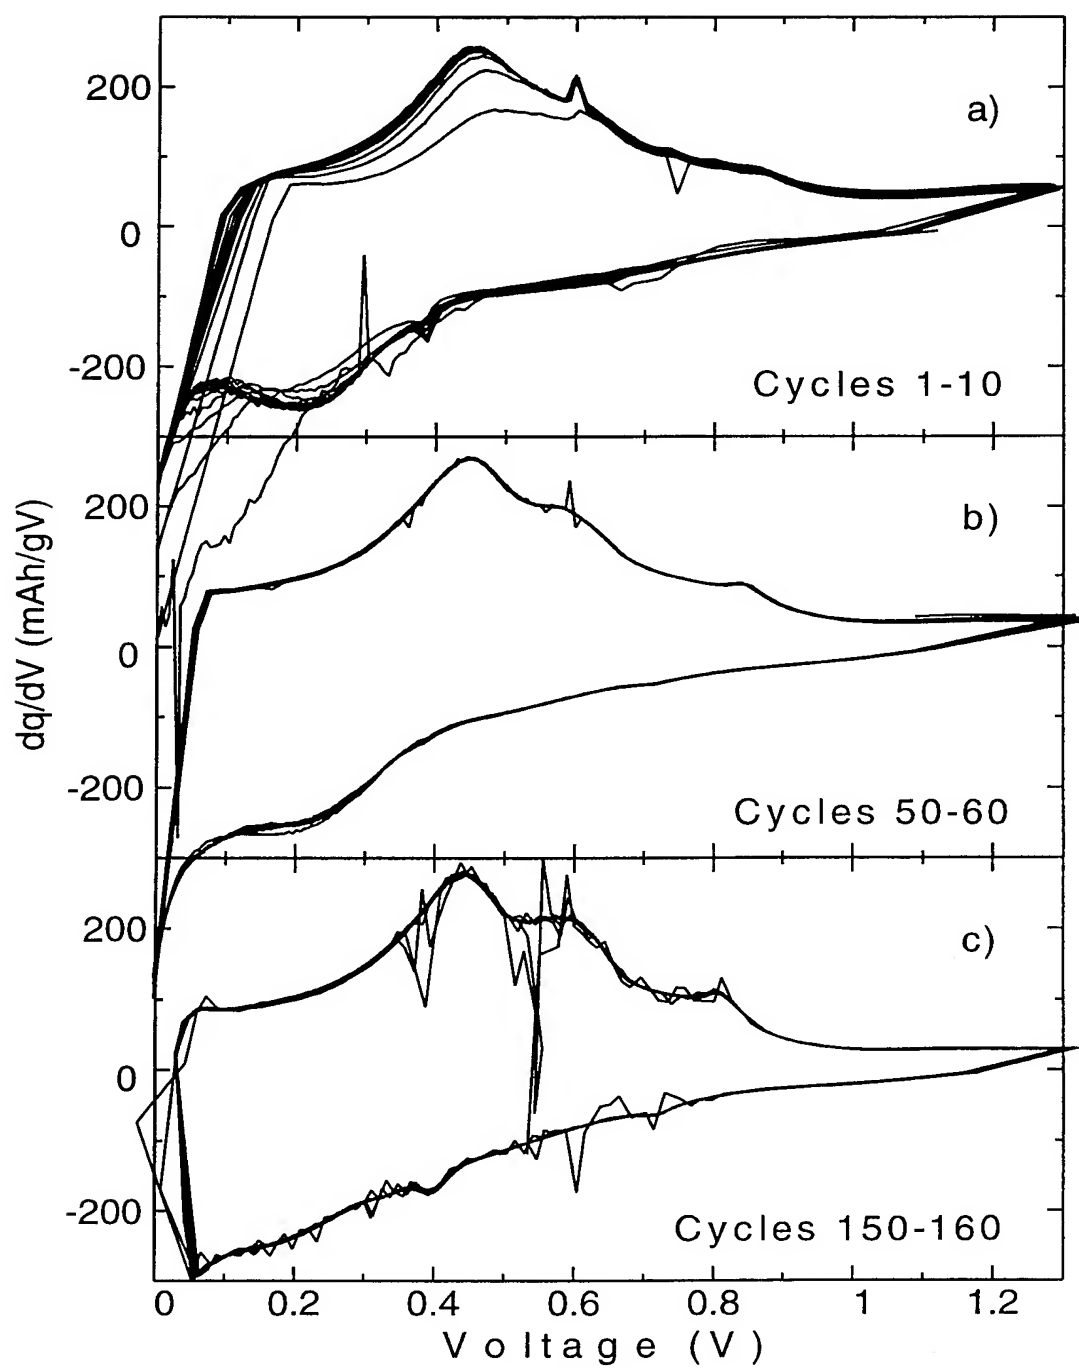 200
a)
0
-200
Cycles 1-10
200
b)
0
-200
Cycles 50-60
200
c)
0
-200
Cycles 150-160
dq/dV (mAh/gV)
0 0.2 0.4 0.6 0.8 1 1.2
Voltage (V)